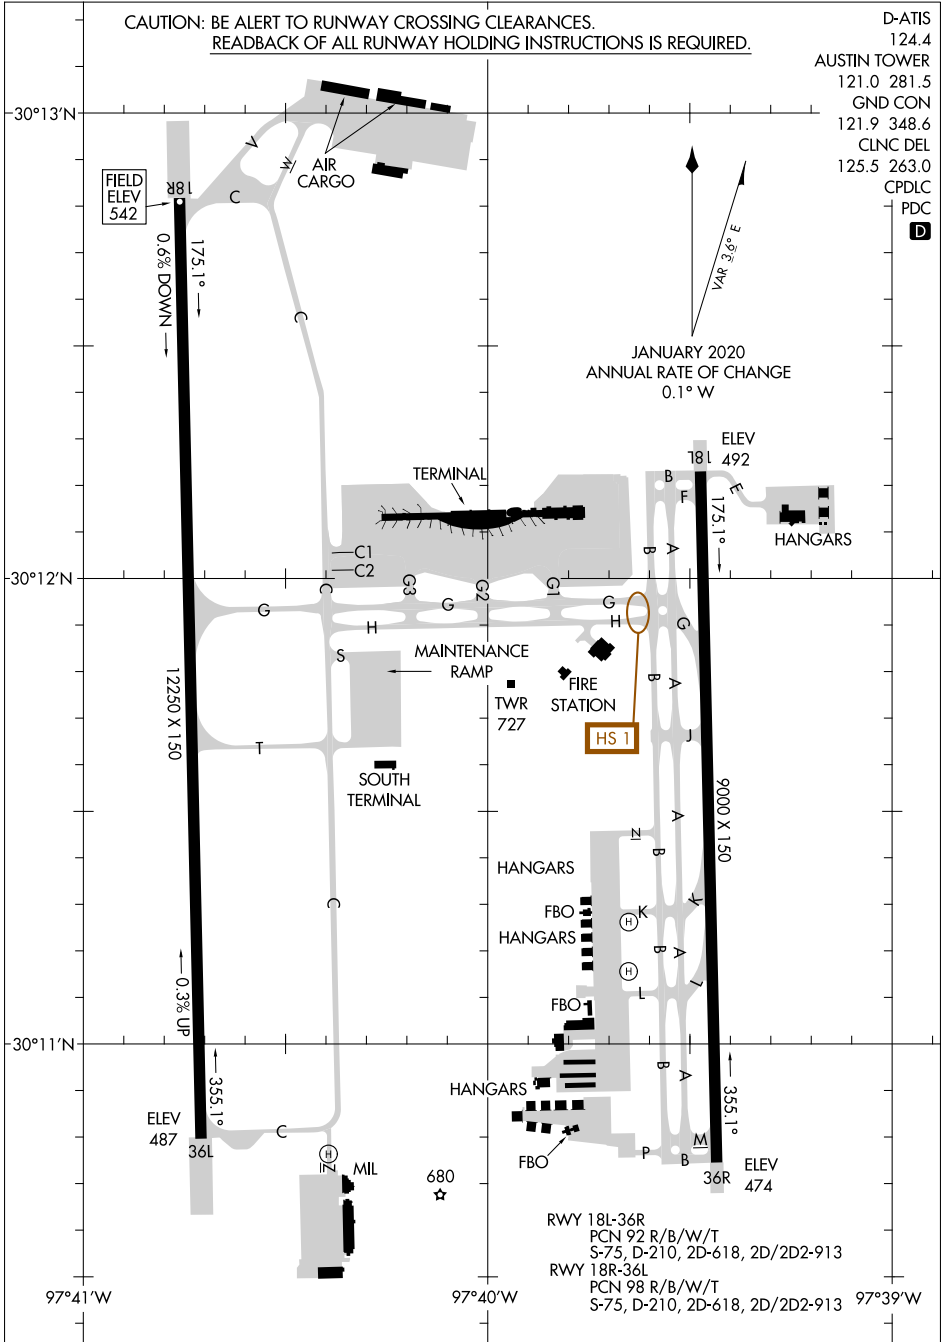 CAUTION: BE ALERT TO RUNWAY CROSSING CLEARANCES.
READBACK OF ALL RUNWAY HOLDING INSTRUCTIONS IS REQUIRED.
D-ATIS
124.4
AUSTIN TOWER
121.0 281.5
GND CON
121.9 348.6
CLNC DEL
125.5 263.0
CPDLC
PDC
D
30°13'N
V
W
AIR
CARGO
FIELD
ELEV
542
18R
C
175.1°
0.6% DOWN
C
VAR 3.6° E
JANUARY 2020
ANNUAL RATE OF CHANGE
0.1° W
ELEV
492
18L
B
F
E
TERMINAL
175.1°
HANGARS
B
A
C1
C2
30°12'N
C
G3
G2
G1
G
G
G
H
H
G
S
MAINTENANCE
RAMP
TWR
727
FIRE
STATION
B
A
HS 1
J
12250 X 150
T
SOUTH
TERMINAL
9000 X 150
A
B
N
HANGARS
C
FBO
K
K
H
HANGARS
B
A
H
L
L
0.3% UP
FBO
30°11'N
B
A
HANGARS
355.1°
355.1°
ELEV
487
36L
C
H
N
MIL
680
FBO
P
B
M
36R
ELEV
474
RWY 18L-36R
PCN 92 R/B/W/T
S-75, D-210, 2D-618, 2D/2D2-913
RWY 18R-36L
PCN 98 R/B/W/T
S-75, D-210, 2D-618, 2D/2D2-913
97°41'W
97°40'W
97°39'W